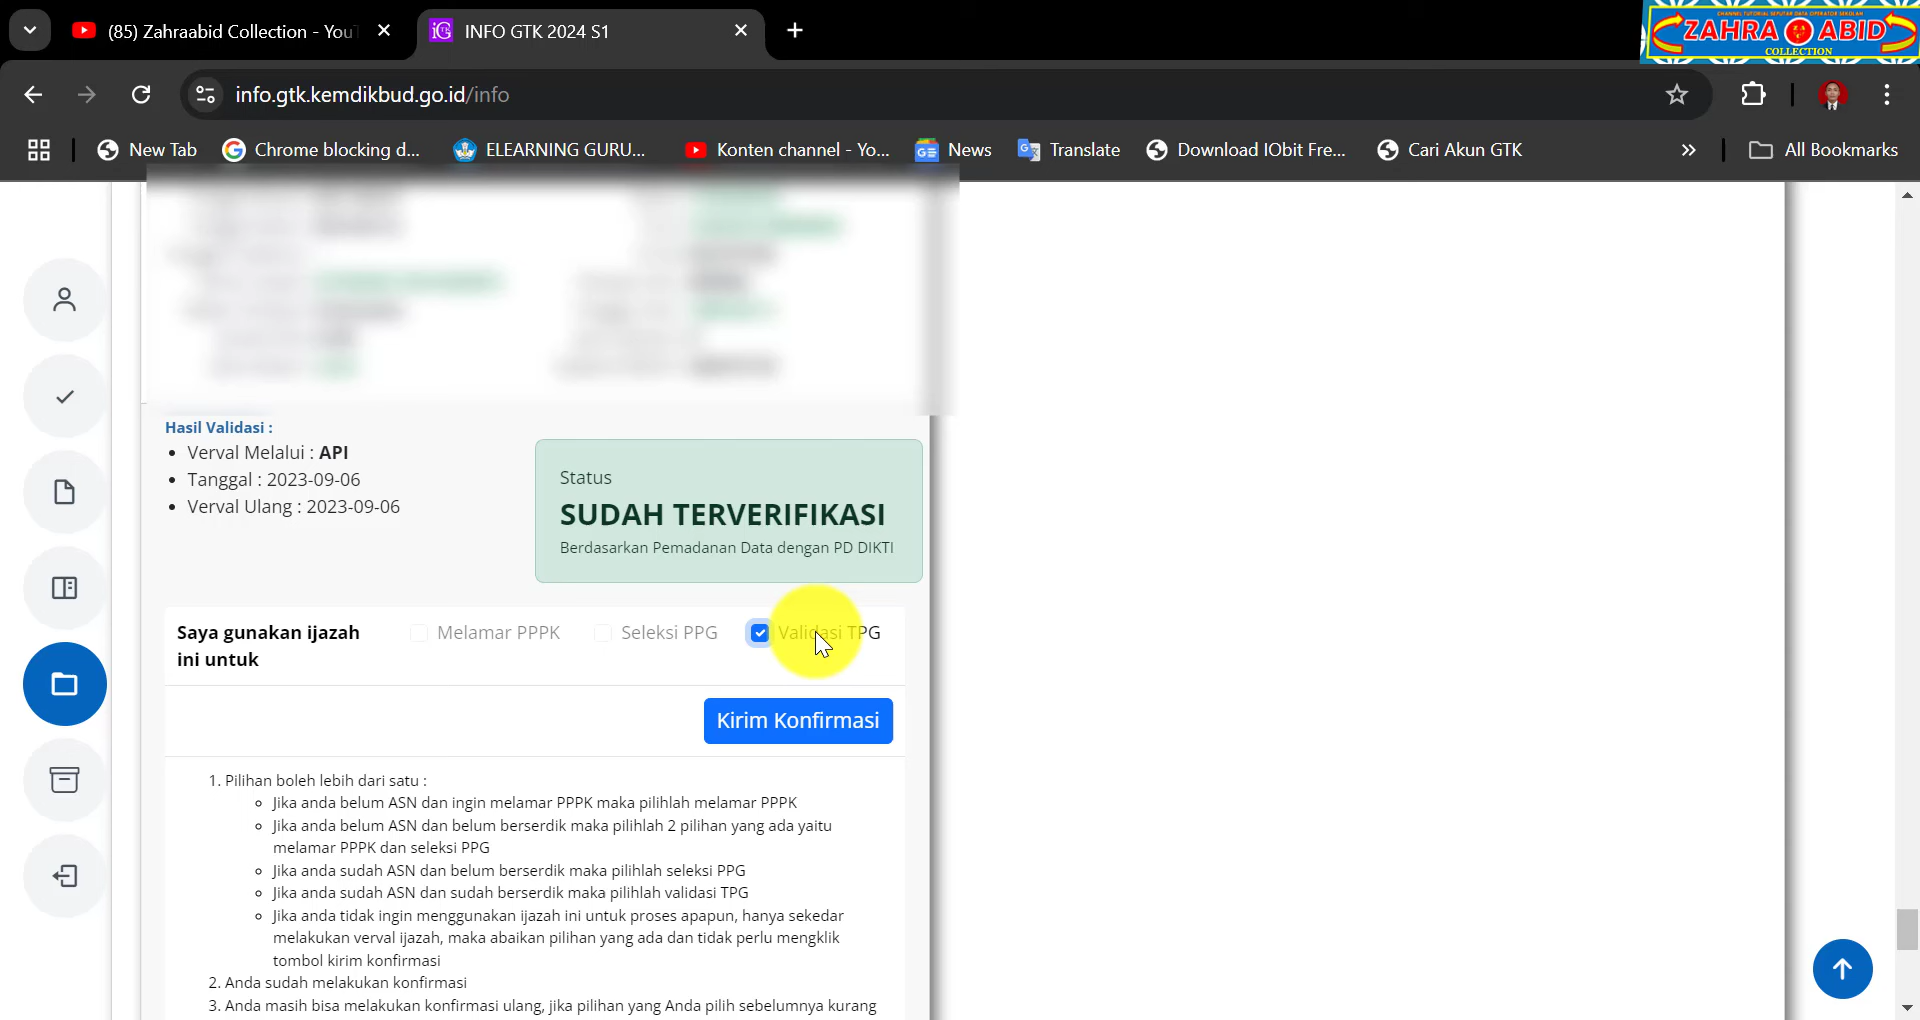 (85) Zahraabid Collection - YouT
INFO GTK 2024 S1
CHANNEL TUTORIAL SEPUTAR DATA OPERATOR SEKOLAH
ZAHRA ABID
COLLECTION
info.gtk.kemdikbud.go.id/info
New Tab
Chrome blocking d...
ELEARNING GURU...
Konten channel - Yo...
News
Translate
Download IObit Fre...
Cari Akun GTK
All Bookmarks
Hasil Validasi :
Verval Melalui : API
Tanggal : 2023-09-06
Verval Ulang : 2023-09-06
Status
SUDAH TERVERIFIKASI
Berdasarkan Pemadanan Data dengan PD DIKTI
Saya gunakan ijazah
ini untuk
Melamar PPPK
Seleksi PPG
Validasi TPG
Kirim Konfirmasi
1. Pilihan boleh lebih dari satu :
Jika anda belum ASN dan ingin melamar PPPK maka pilihlah melamar PPPK
Jika anda belum ASN dan belum berserdik maka pilihlah 2 pilihan yang ada yaitu
melamar PPPK dan seleksi PPG
Jika anda sudah ASN dan belum berserdik maka pilihlah seleksi PPG
Jika anda sudah ASN dan sudah berserdik maka pilihlah validasi TPG
Jika anda tidak ingin menggunakan ijazah ini untuk proses apapun, hanya sekedar
melakukan verval ijazah, maka abaikan pilihan yang ada dan tidak perlu mengklik
tombol kirim konfirmasi
2. Anda sudah melakukan konfirmasi
3. Anda masih bisa melakukan konfirmasi ulang, jika pilihan yang Anda pilih sebelumnya kurang